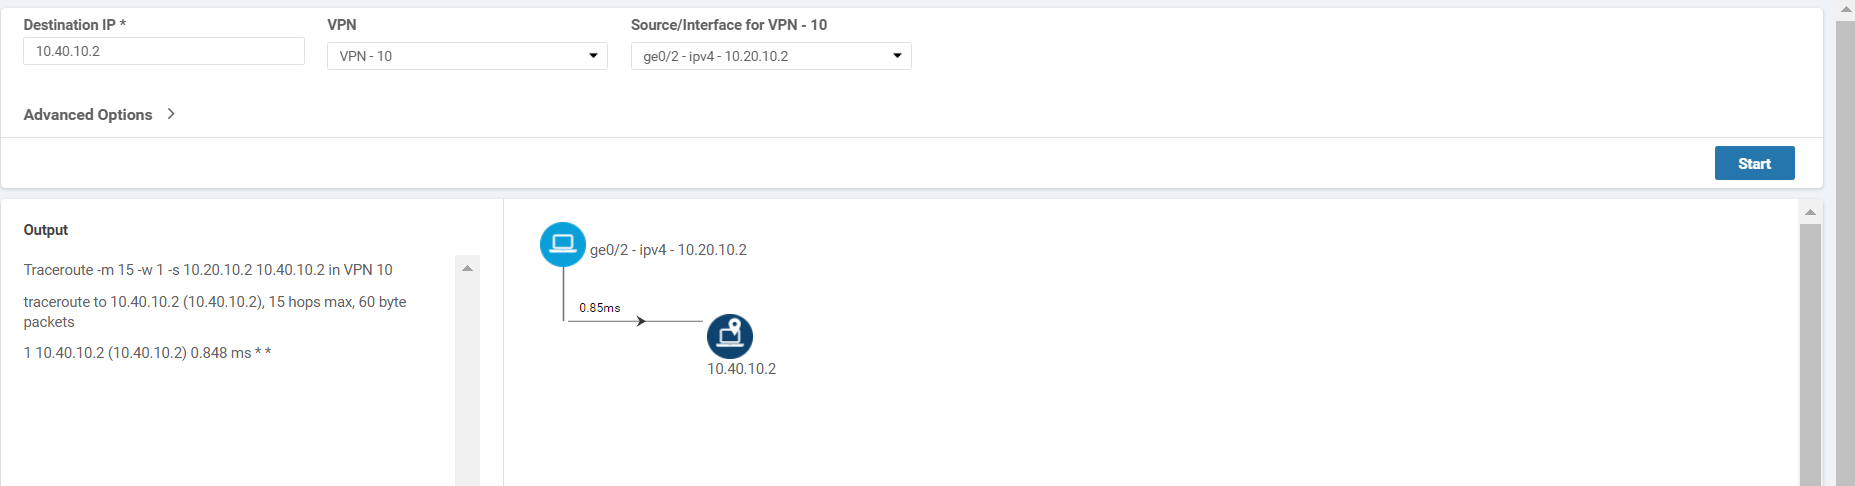 Destination IP *
VPN
Source/Interface for VPN - 10
10.40.10.2
VPN - 10
ge0/2 - ipv4 - 10.20.10.2
Advanced Options
Start
Output
Traceroute -m 15 -w 1 -s 10.20.10.2 10.40.10.2 in VPN 10
traceroute to 10.40.10.2 (10.40.10.2), 15 hops max, 60 byte
packets
1 10.40.10.2 (10.40.10.2) 0.848 ms * *
ge0/2 - ipv4 - 10.20.10.2
0.85ms
10.40.10.2